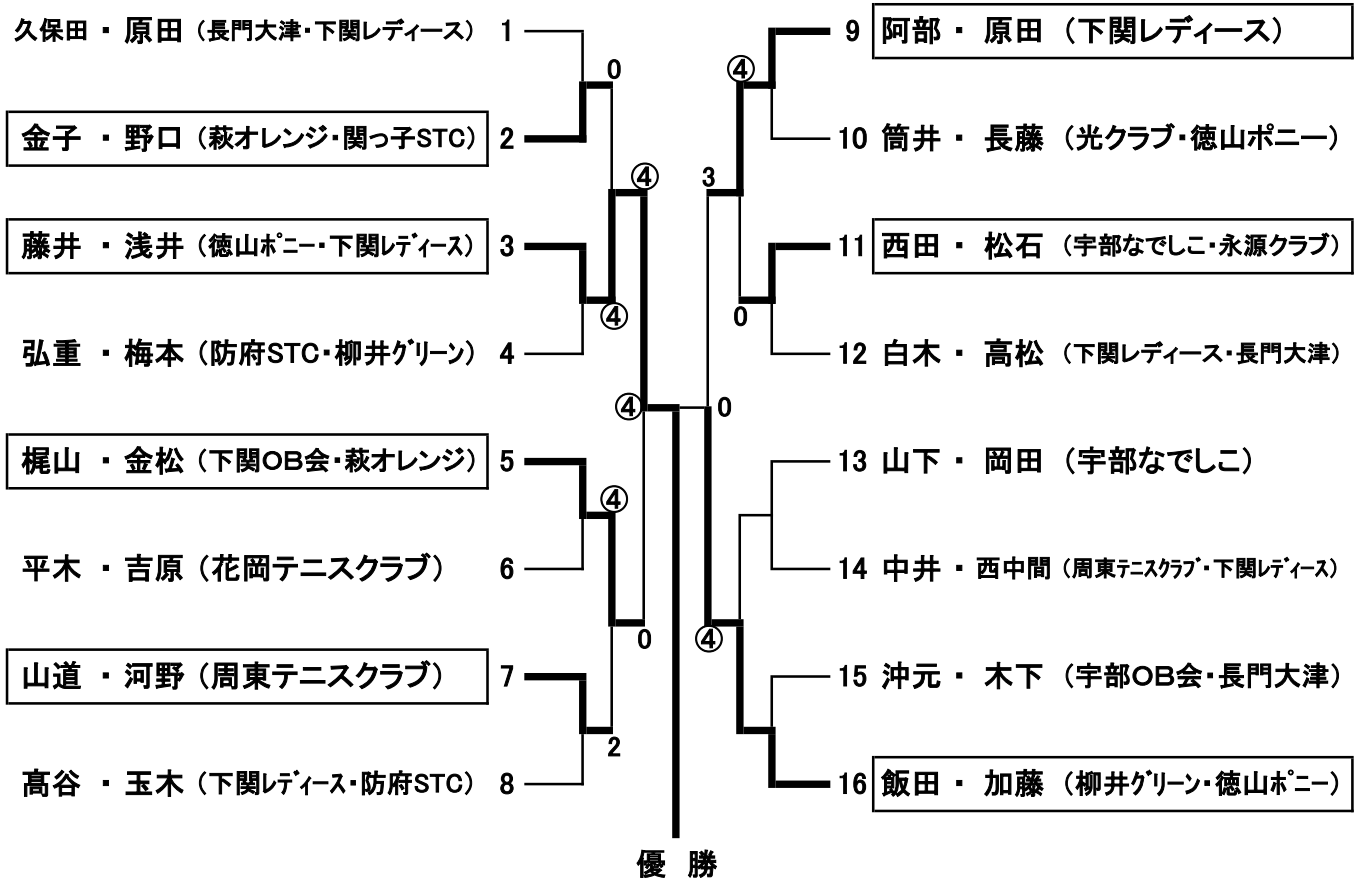 久保田 ・ 原田 （長門大津・下関レディース） 1
金子 ・ 野口 （萩オレンジ・関っ子STC） 2
藤井 ・ 浅井 （徳山ﾎﾟﾆｰ・下関ﾚﾃﾞｨｰｽ） 3
弘重 ・ 梅本 （防府STC・柳井ｸﾞﾘｰﾝ） 4
梶山 ・ 金松 （下関OB会・萩オレンジ） 5
平木 ・ 吉原 （花岡テニスクラブ） 6
山道 ・ 河野 （周東テニスクラブ） 7
髙谷 ・ 玉木 （下関ﾚﾃﾞｨｰｽ・防府STC） 8
0
④
④
④
④
0
2
④
3
0
0
④
9 阿部 ・ 原田 （下関レディース）
10 筒井 ・ 長藤 （光クラブ・徳山ポニー）
11 西田 ・ 松石 （宇部なでしこ・永源クラブ）
12 白木 ・ 高松 （下関レディース・長門大津）
13 山下 ・ 岡田 （宇部なでしこ）
14 中井 ・ 西中間 （周東ﾃﾆｽｸﾗﾌﾞ・下関ﾚﾃﾞｨｰｽ）
15 沖元 ・ 木下 （宇部OB会・長門大津）
16 飯田 ・ 加藤 （柳井ｸﾞﾘｰﾝ・徳山ﾎﾟﾆｰ）
優 勝